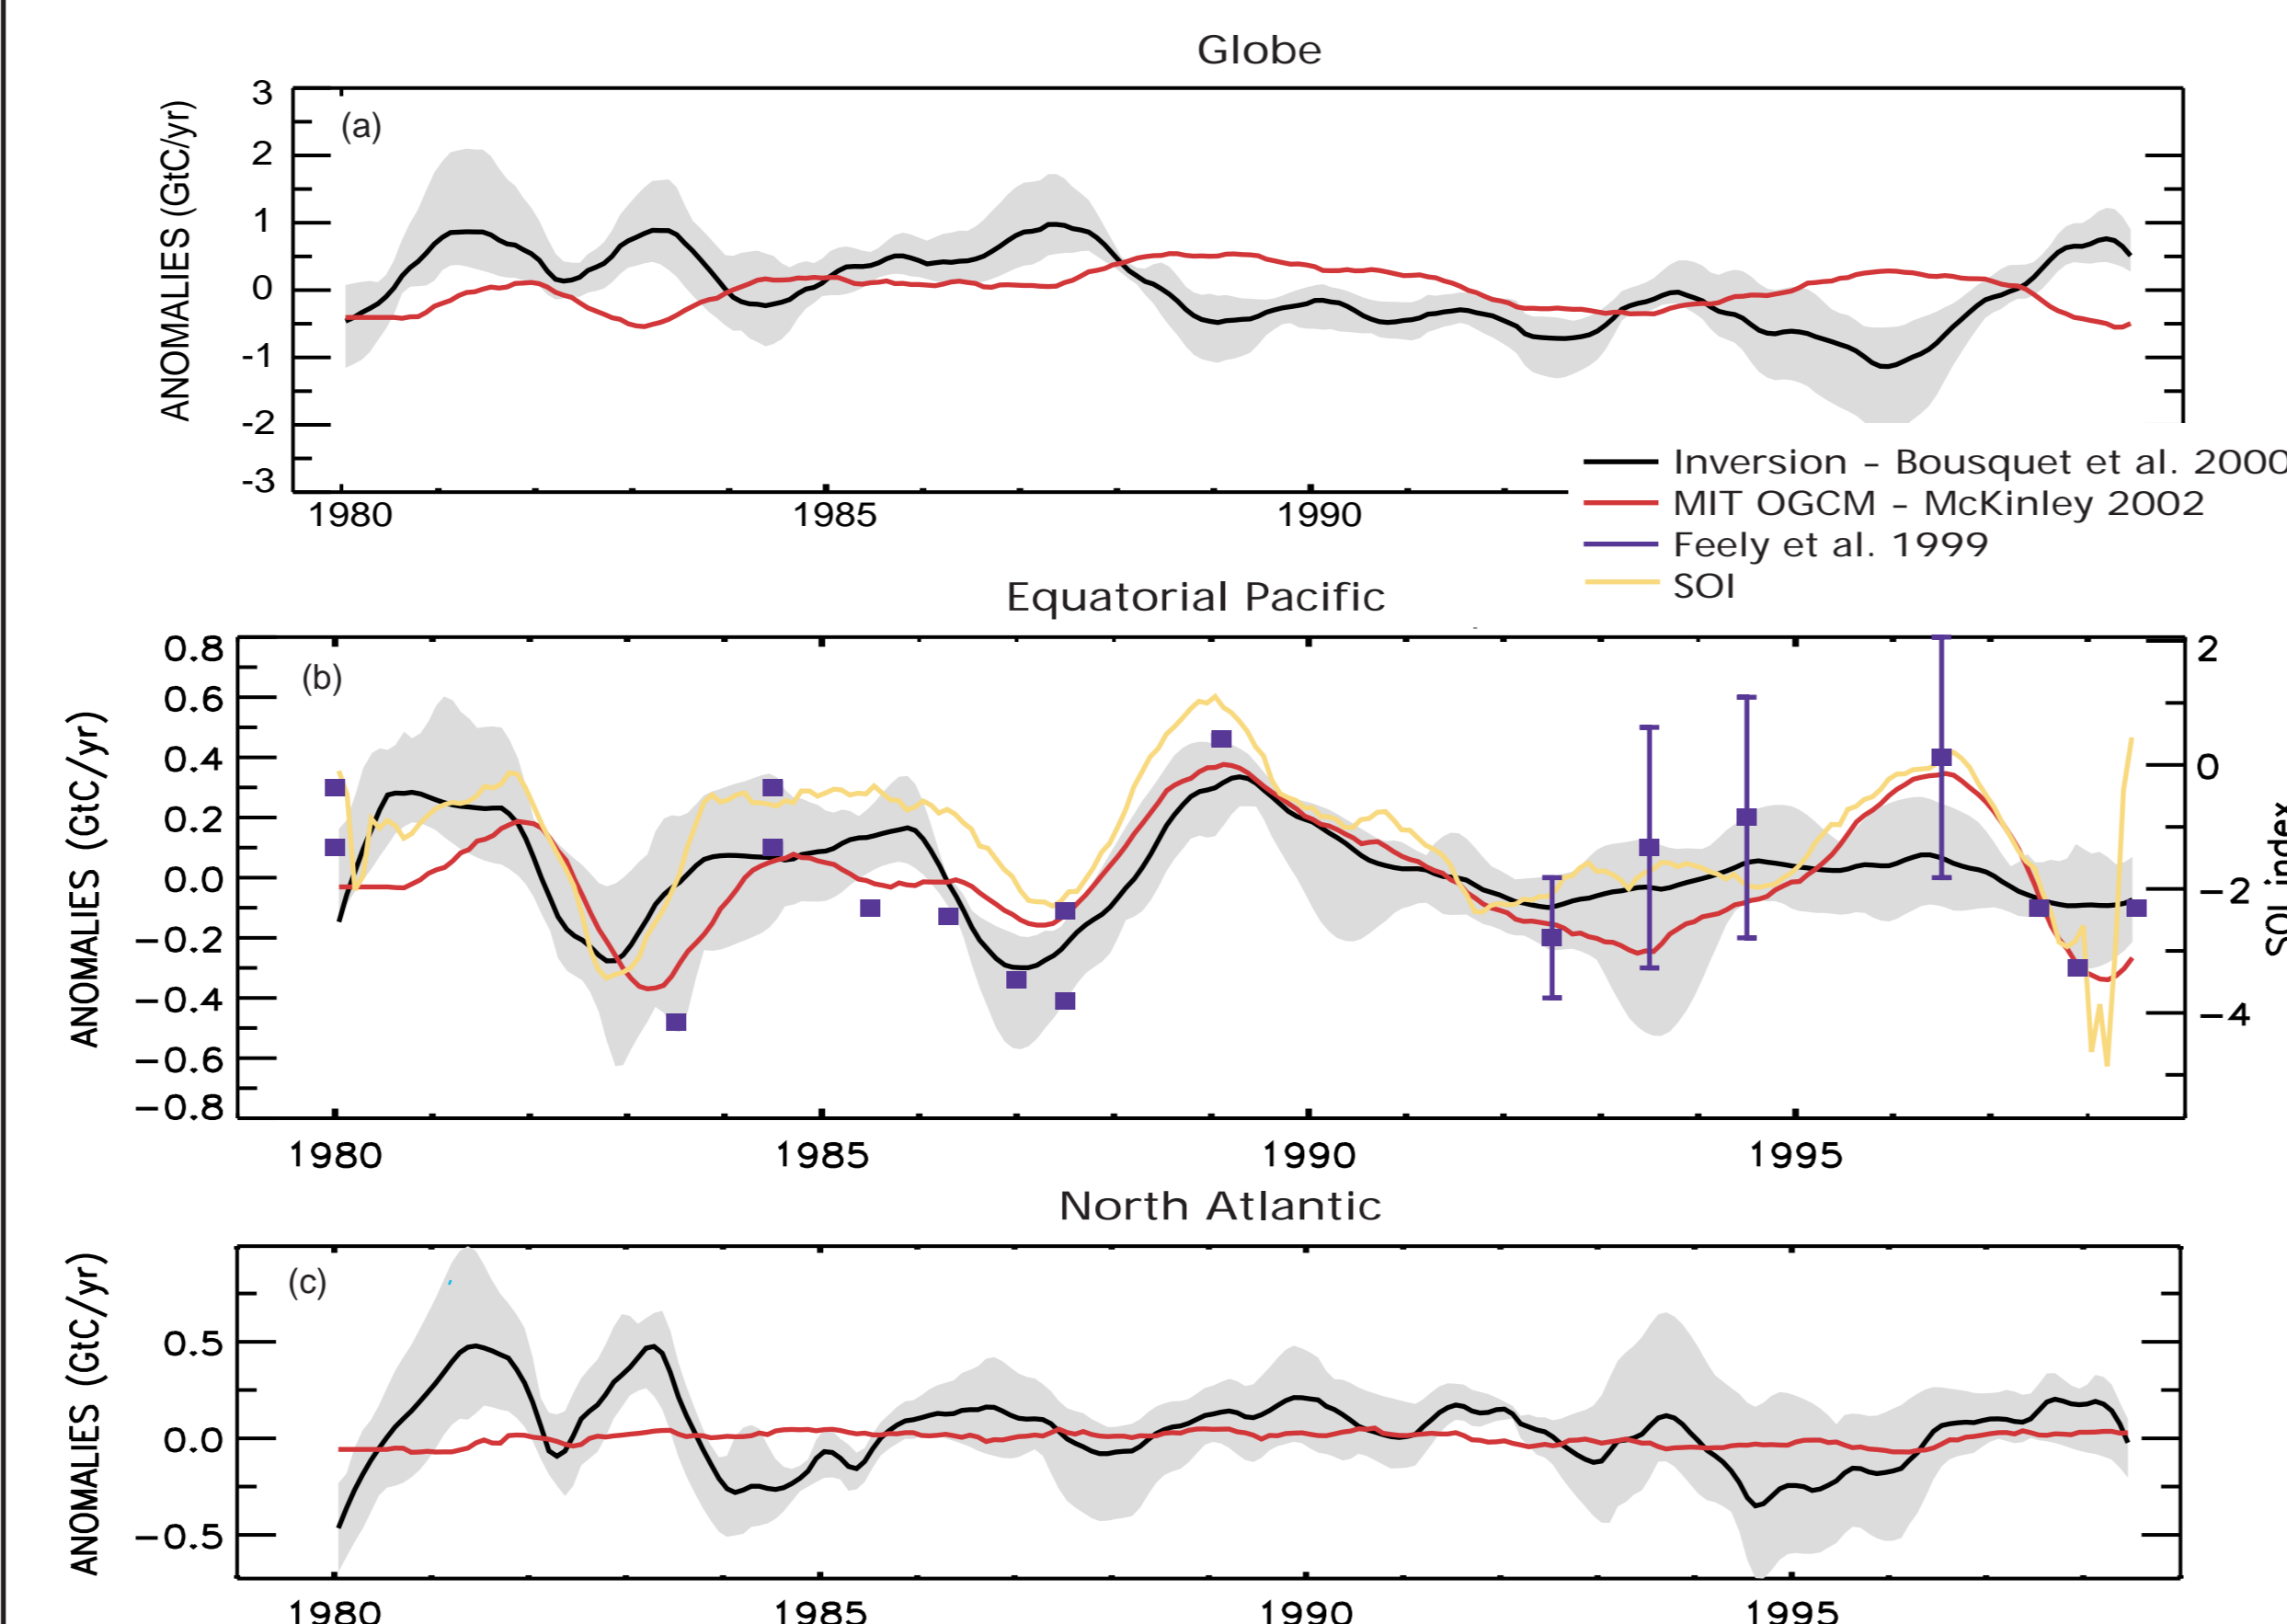 Globe
(a)
ANOMALIES (GtC/yr)
3
2
1
0
-1
-2
-3
1980 1985 1990
Inversion – Bousquet et al. 2000
MIT OGCM – McKinley 2002
Feely et al. 1999
SOI
Equatorial Pacific
(b)
ANOMALIES (GtC/yr)
0.8
0.6
0.4
0.2
0.0
−0.2
−0.4
−0.6
−0.8
2
0
−2
−4
SOI index
1980 1985 1990 1995
North Atlantic
(c)
ANOMALIES (GtC/yr)
0.5
0.0
−0.5
1980 1985 1990 1995